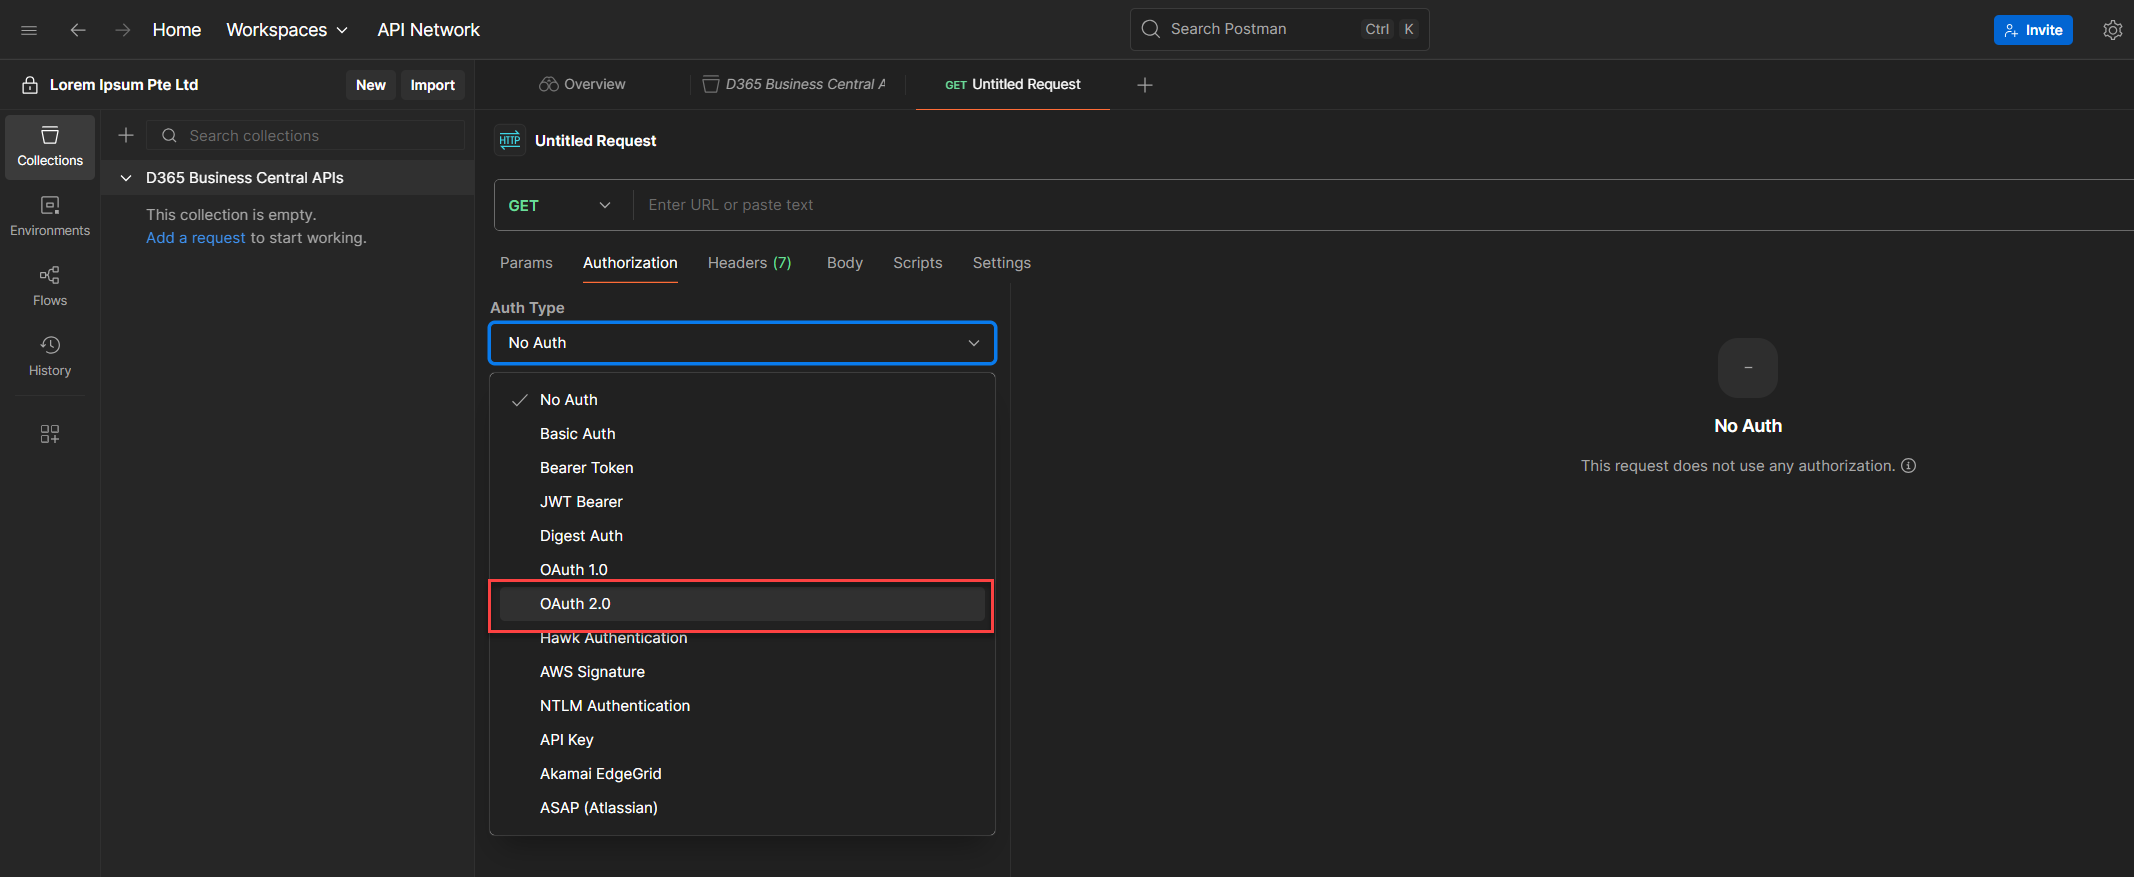 Home Workspaces API Network Search Postman Ctrl K Invite
Lorem Ipsum Pte Ltd New Import
Overview D365 Business Central A GET Untitled Request
Collections
Environments
Flows
History
Search collections
D365 Business Central APIs
This collection is empty.
Add a request to start working.
HTTP Untitled Request
GET Enter URL or paste text
Params Authorization Headers (7) Body Scripts Settings
Auth Type
No Auth
No Auth
Basic Auth
Bearer Token
JWT Bearer
Digest Auth
OAuth 1.0
OAuth 2.0
Hawk Authentication
AWS Signature
NTLM Authentication
API Key
Akamai EdgeGrid
ASAP (Atlassian)
No Auth
This request does not use any authorization.